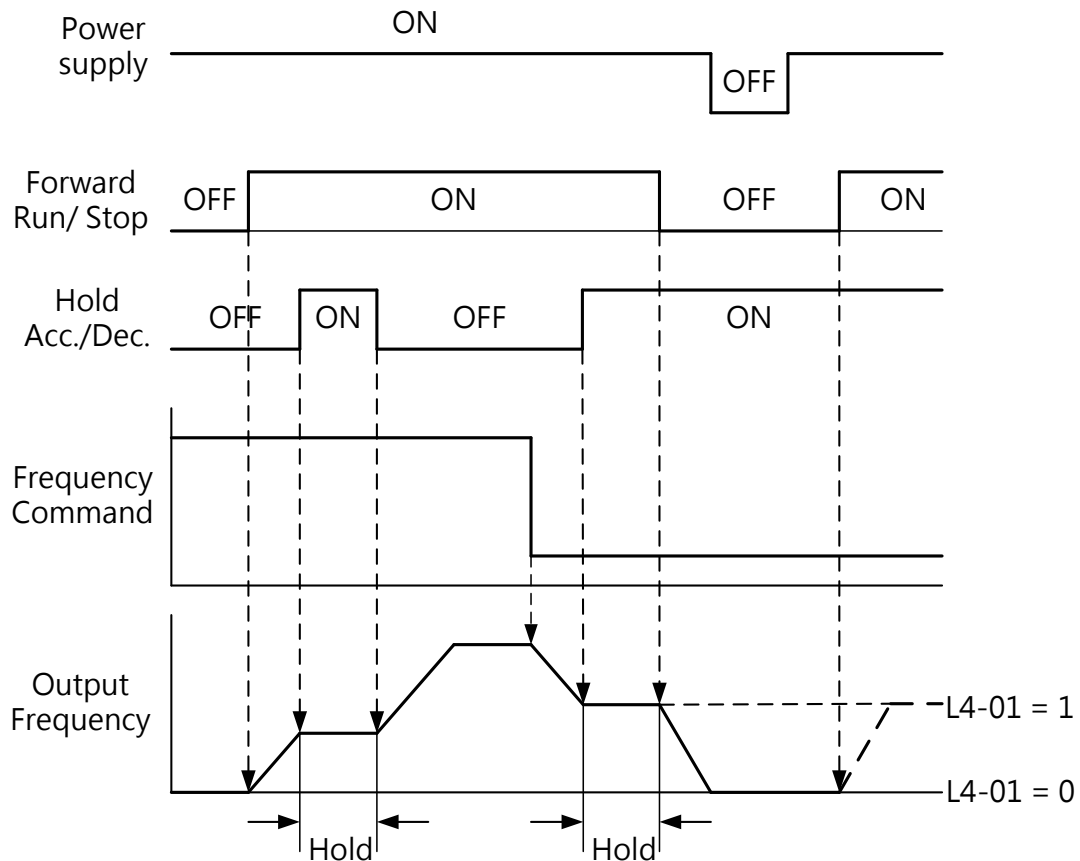 ON
Power
supply
OFF
Forward
Run/ Stop
OFF
ON
OFF
ON
Hold
Acc./Dec.
OFF
ON
OFF
ON
Frequency
Command
Output
Frequency
L4-01 = 1
L4-01 = 0
Hold
Hold